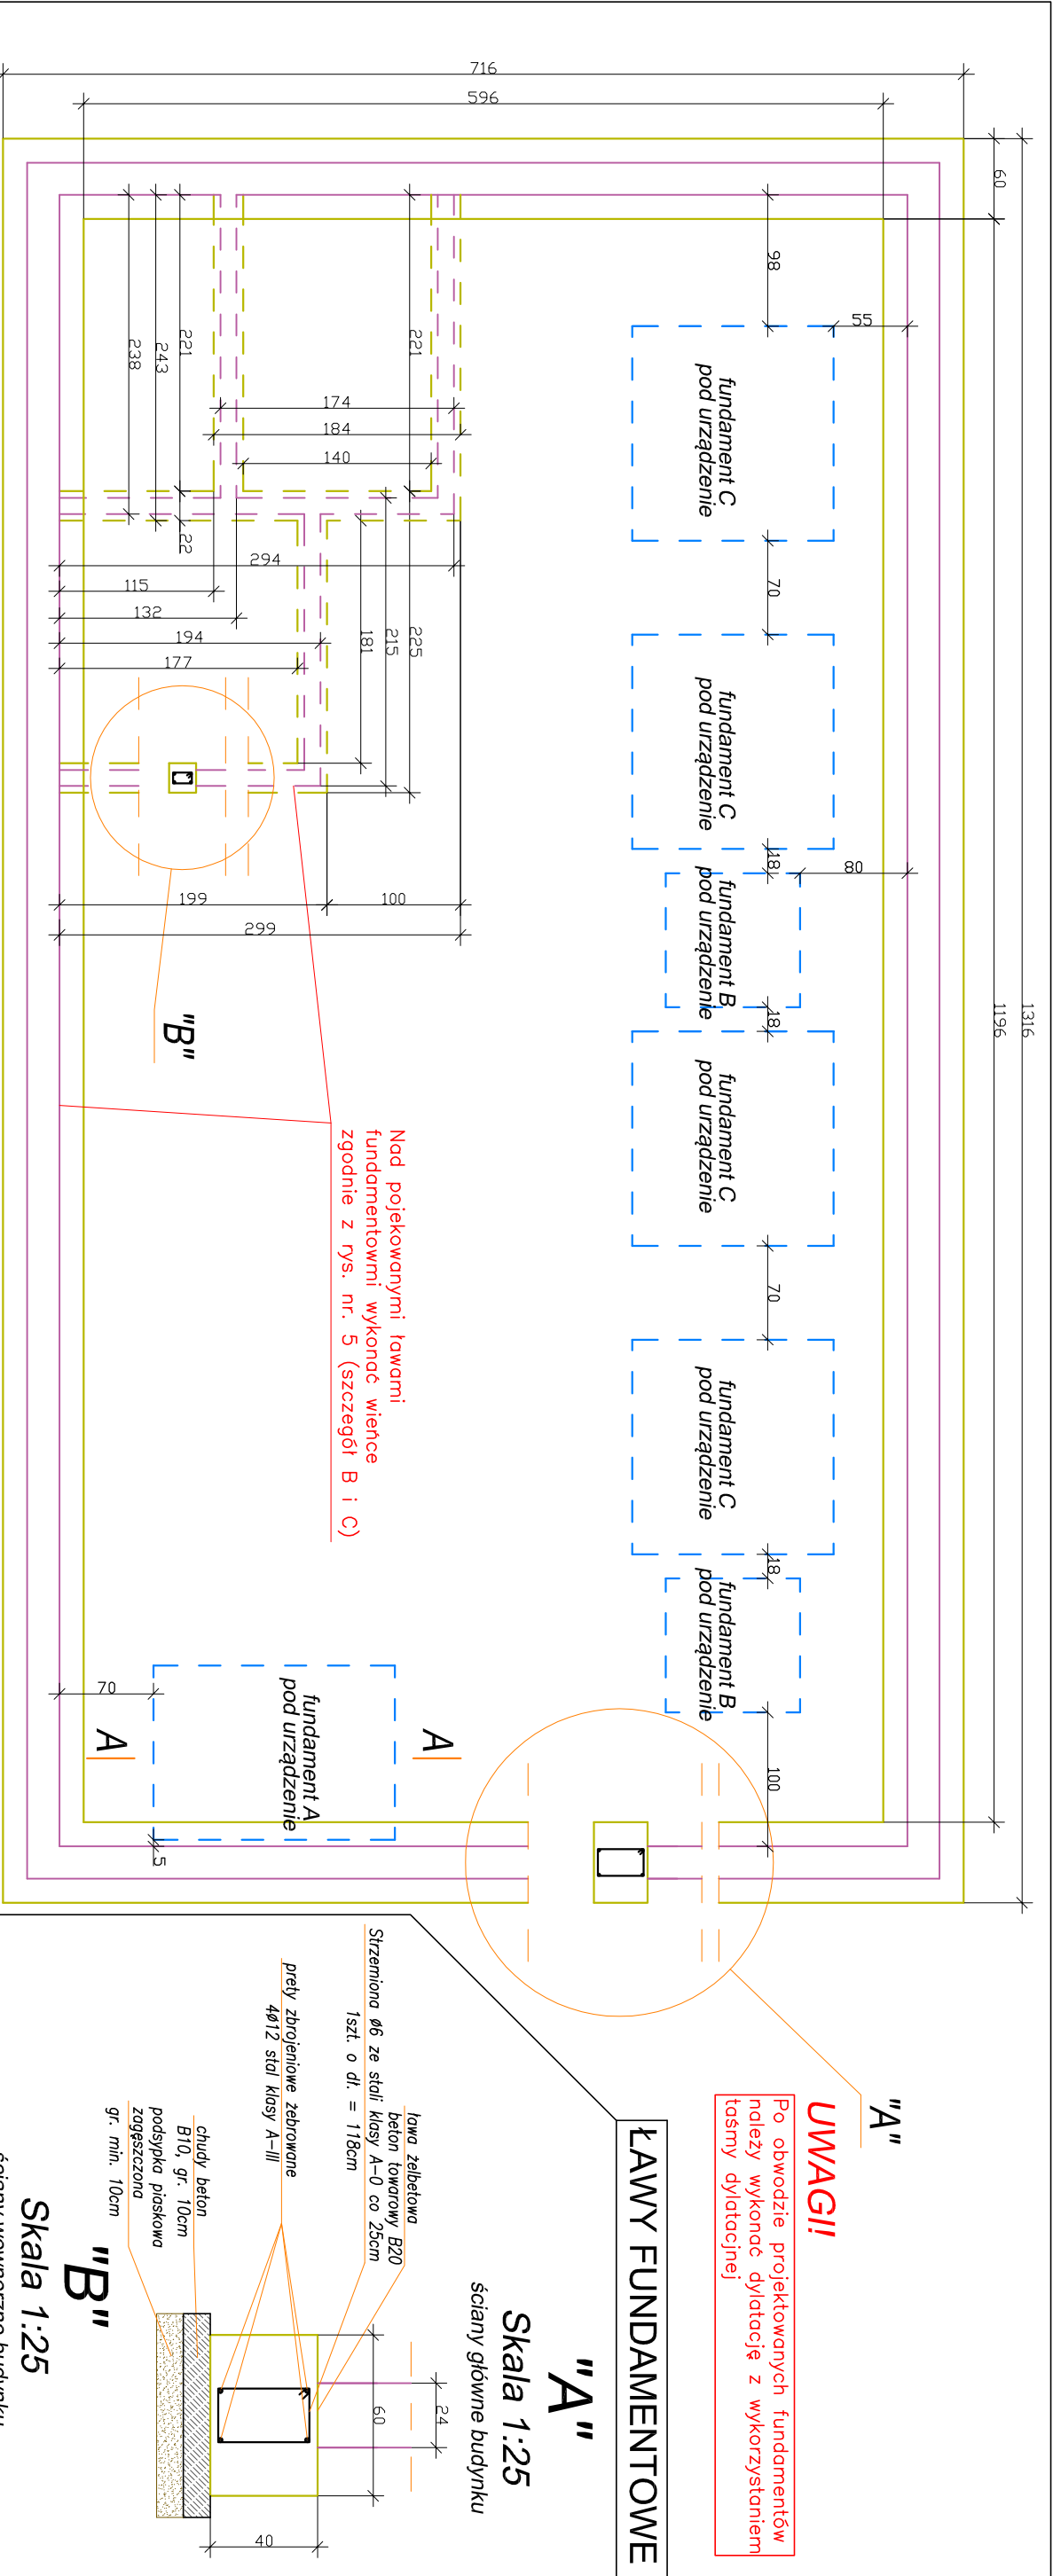 716
596
60
1316
1196
98
55
fundament C
pod urządzenie
70
fundament C
pod urządzenie
18
80
fundament B
pod urządzenie
18
fundament C
pod urządzenie
70
fundament C
pod urządzenie
18
fundament B
pod urządzenie
100
221
174
184
140
221
243
238
22
294
115
132
194
177
181
215
225
199
100
299
"B"
Nad pojekowanymi ławami
fundamentowmi wykonać wieńce
zgodnie z rys. nr. 5 (szczegół B i C)
fundament A
pod urządzenie
70
A
A
5
"A"
UWAGI!
Po obwodzie projektowanych fundamentów
należy wykonać dylatację z wykorzystaniem
taśmy dylatacjnej
ŁAWY FUNDAMENTOWE
"A"
Skala 1:25
ściany główne budynku
ława żelbetowa
beton towarowy B20
Strzemiona ø6 ze stali klasy A-0 co 25cm
1szt. o dł. = 118cm
pręty zbrojeniowe żebrowane
4ø12 stal klasy A-III
chudy beton
B10, gr. 10cm
podsypka piaskowa
zagęszczona
gr. min. 10cm
24
60
40
"B"
Skala 1:25